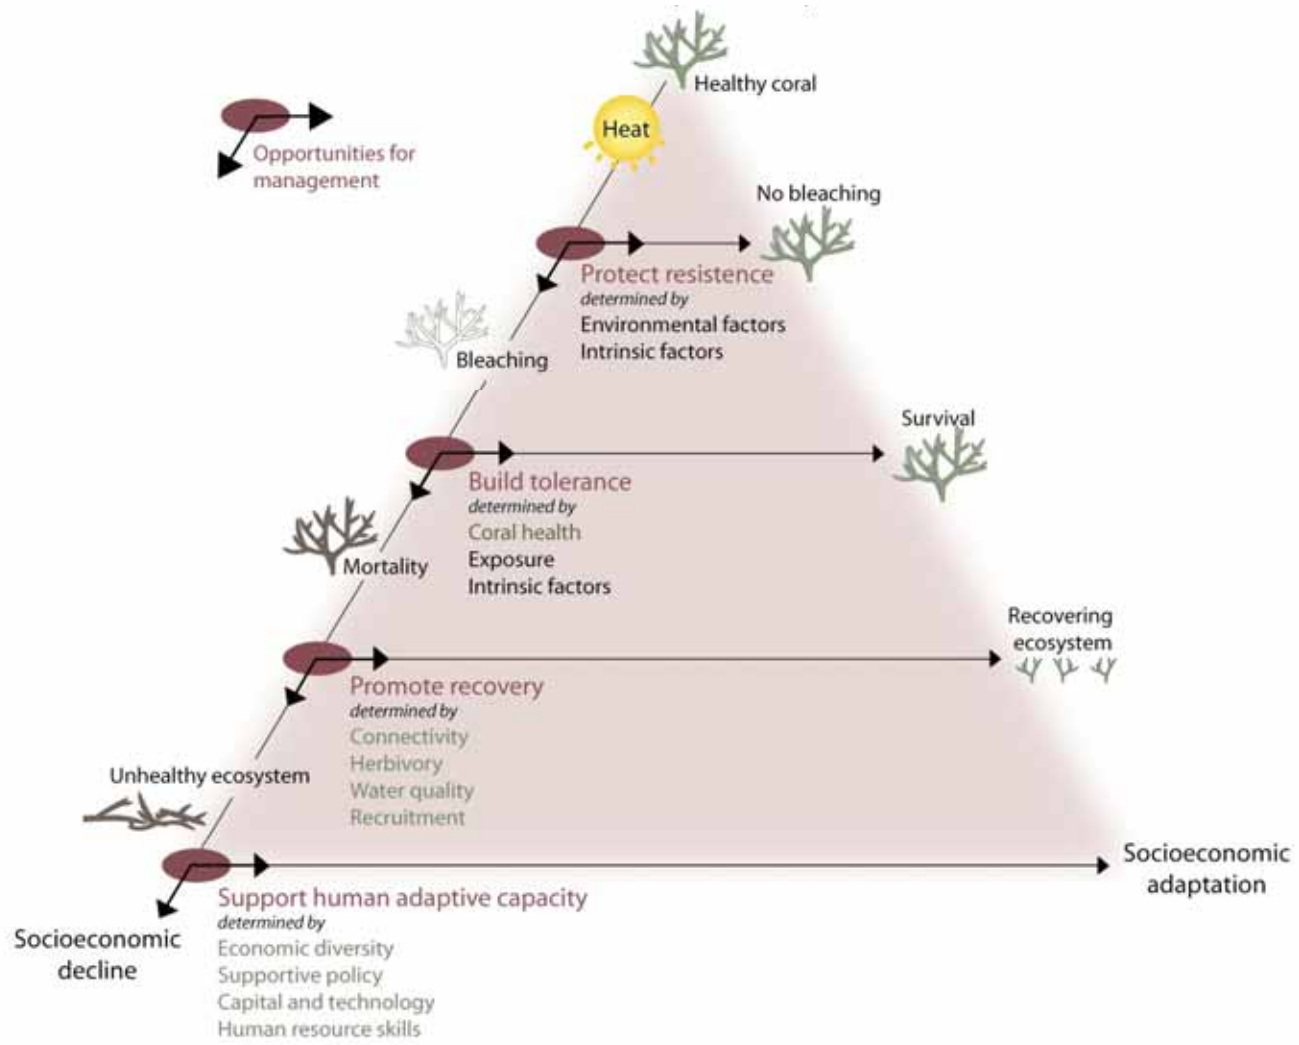 Healthy coral
Heat
Opportunities for
management
No bleaching
Protect resistence
determined by
Environmental factors
Intrinsic factors
Bleaching
Survival
Build tolerance
determined by
Coral health
Exposure
Intrinsic factors
Mortality
Recovering
ecosystem
Promote recovery
determined by
Connectivity
Herbivory
Water quality
Recruitment
Unhealthy ecosystem
Socioeconomic
adaptation
Support human adaptive capacity
determined by
Economic diversity
Supportive policy
Capital and technology
Human resource skills
Socioeconomic
decline